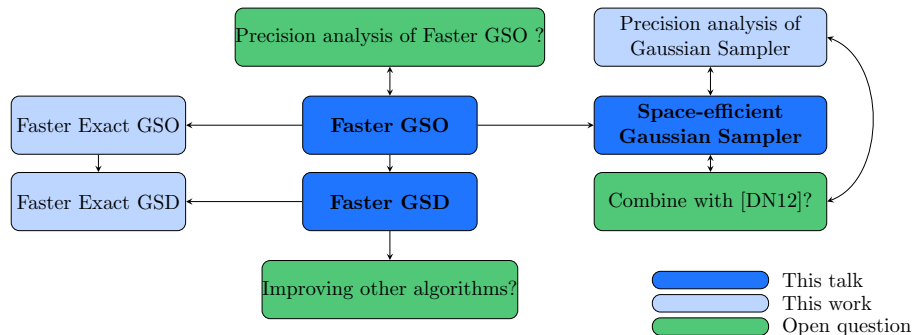 Precision analysis of Faster GSO ?
Precision analysis of
Gaussian Sampler
Faster Exact GSO
Faster GSO
Space-efficient
Gaussian Sampler
Faster Exact GSD
Faster GSD
Combine with [DN12]?
Improving other algorithms?
This talk
This work
Open question